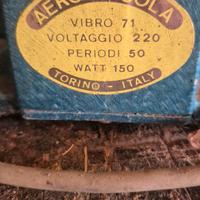 VIBRO 71
VOLTAGGIO 220
PERIODI 50
WATT 150
TORINO - ITALY